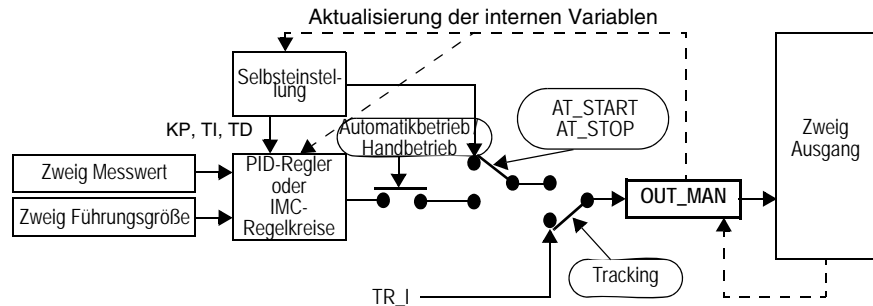 Aktualisierung der internen Variablen
Selbsteinstel-
lung
KP, TI, TD
Automatikbetrieb /
Handbetrieb
AT_START
AT_STOP
Zweig
Ausgang
Zweig Messwert
Zweig Führungsgröße
PID-Regler
oder
IMC-
Regelkreise
OUT_MAN
Tracking
TR_I